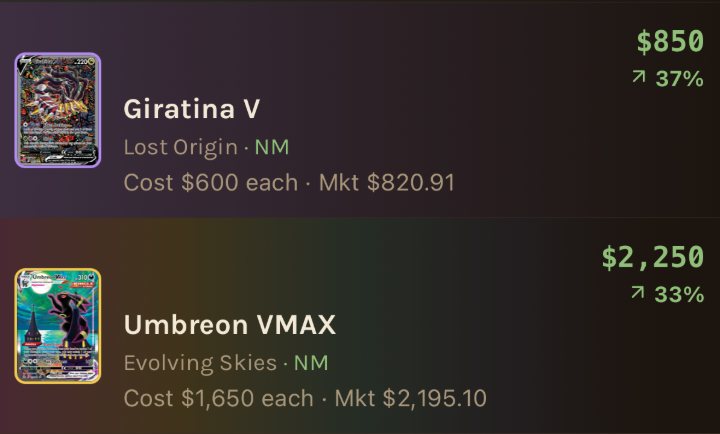 $850
↗ 37%
Giratina V
Lost Origin · NM
Cost $600 each · Mkt $820.91
$2,250
↗ 33%
Umbreon VMAX
Evolving Skies · NM
Cost $1,650 each · Mkt $2,195.10